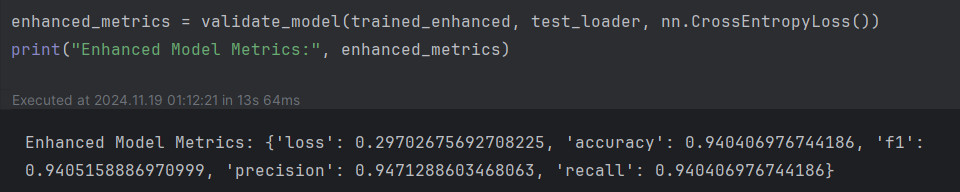 enhanced_metrics = validate_model(trained_enhanced, test_loader, nn.CrossEntropyLoss())
print("Enhanced Model Metrics:", enhanced_metrics)
Executed at 2024.11.19 01:12:21 in 13s 64ms
Enhanced Model Metrics: {'loss': 0.29702675692708225, 'accuracy': 0.940406976744186, 'f1':
0.9405158886970999, 'precision': 0.9471288603468063, 'recall': 0.940406976744186}